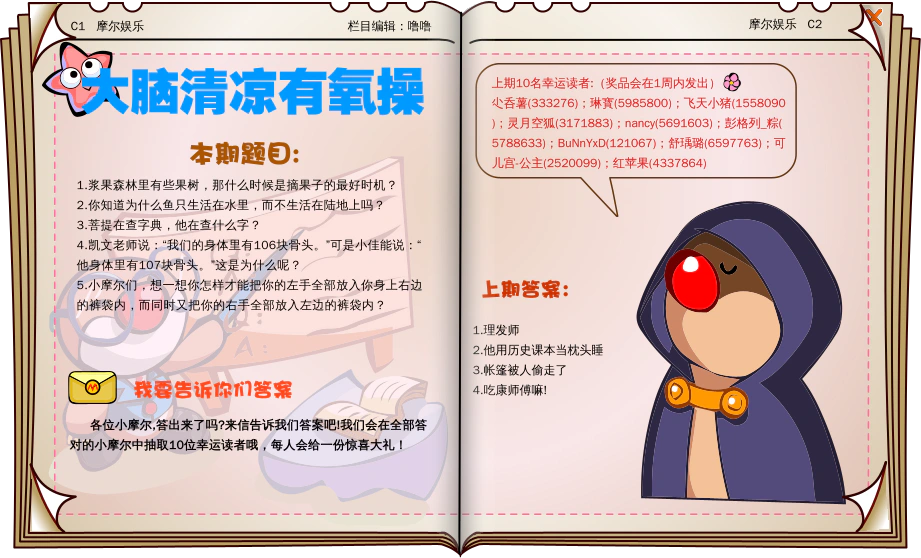 C1 摩尔娱乐
栏目编辑：噜噜
大脑清凉有氧操
本期题目:
1.浆果森林里有些果树，那什么时候是摘果子的最好时机？
2.你知道为什么鱼只生活在水里，而不生活在陆地上吗？
3.菩提在查字典，他在查什么字？
4.凯文老师说：“我们的身体里有106块骨头。”可是小佳能说：“
他身体里有107块骨头。”这是为什么呢？
5.小摩尔们，想一想你怎样才能把你的左手全部放入你身上右边
的裤袋内，而同时又把你的右手全部放入左边的裤袋内？
我要告诉你们答案
各位小摩尔,答出来了吗?来信告诉我们答案吧!我们会在全部答
对的小摩尔中抽取10位幸运读者哦，每人会给一份惊喜大礼！
摩尔娱乐 C2
上期10名幸运读者:（奖品会在1周内发出）
尐呑薯(333276)；琳寳(5985800)；飞天小猪(1558090
)；灵月空狐(3171883)；nancy(5691603)；彭格列_粽(
5788633)；BuNnYxD(121067)；舒瑀璐(6597763)；可
儿宫-公主(2520099)；红苹果(4337864)
上期答案:
1.理发师
2.他用历史课本当枕头睡
3.帐篷被人偷走了
4.吃康师傅嘛!